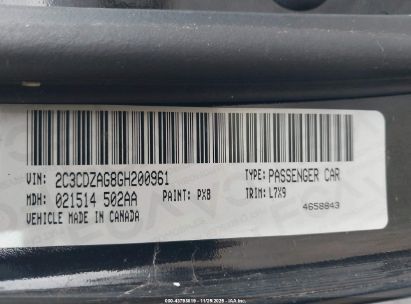 VIN: 2C3CDZAG8GH200961 TYPE: PASSENGER CAR
MDH: 021514 502AA PAINT: PXB TRIM: L7X9
VEHICLE MADE IN CANADA 4658843